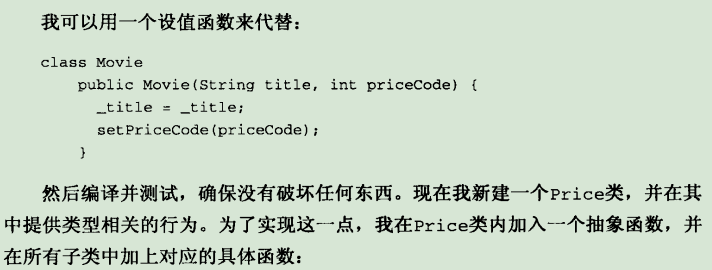 我可以用一个设值函数来代替：
class Movie
public Movie(String title, int priceCode) {
_title = _title;
setPriceCode(priceCode);
}
然后编译并测试，确保没有破坏任何东西。现在我新建一个Price类，并在其
中提供类型相关的行为。为了实现这一点，我在Price类内加入一个抽象函数，并
在所有子类中加上对应的具体函数：